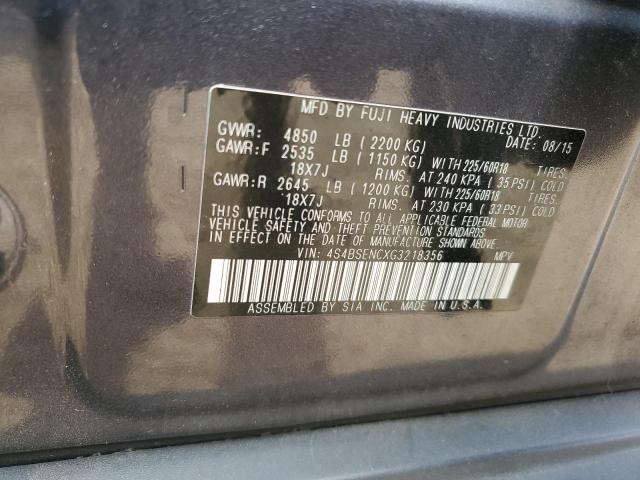 MFD BY FUJI HEAVY INDUSTRIES LTD.
DATE: 08/15
GVWR: 4850 LB (2200 KG)
GAWR:F 2535 LB (1150 KG) WITH 225/60R18 TIRES.
18X7J RIMS. AT 240 KPA (35 PSI) COLD
GAWR:R 2645 LB (1200 KG) WITH 225/60R18 TIRES.
18X7J RIMS. AT 230 KPA (33 PSI) COLD
THIS VEHICLE CONFORMS TO ALL APPLICABLE FEDERAL MOTOR
VEHICLE SAFETY AND THEFT PREVENTION STANDARDS
IN EFFECT ON THE DATE OF MANUFACTURE SHOWN ABOVE.
VIN: 4S4BSENCXG3218356 MPV
ASSEMBLED BY SIA INC. MADE IN U.S.A.